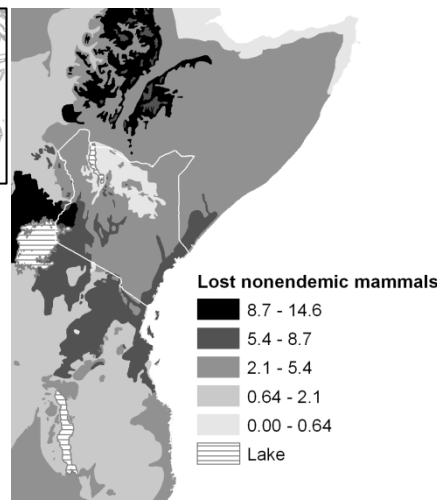 Lost nonendemic mammals
8.7 - 14.6
5.4 - 8.7
2.1 - 5.4
0.64 - 2.1
0.00 - 0.64
Lake